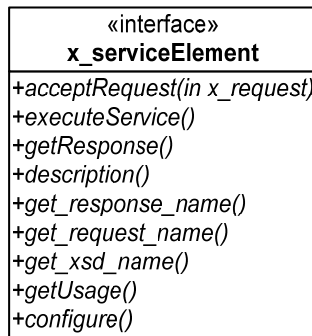 «interface»
x_serviceElement
+acceptRequest(in x_request)
+executeService()
+getResponse()
+description()
+get_response_name()
+get_request_name()
+get_xsd_name()
+getUsage()
+configure()